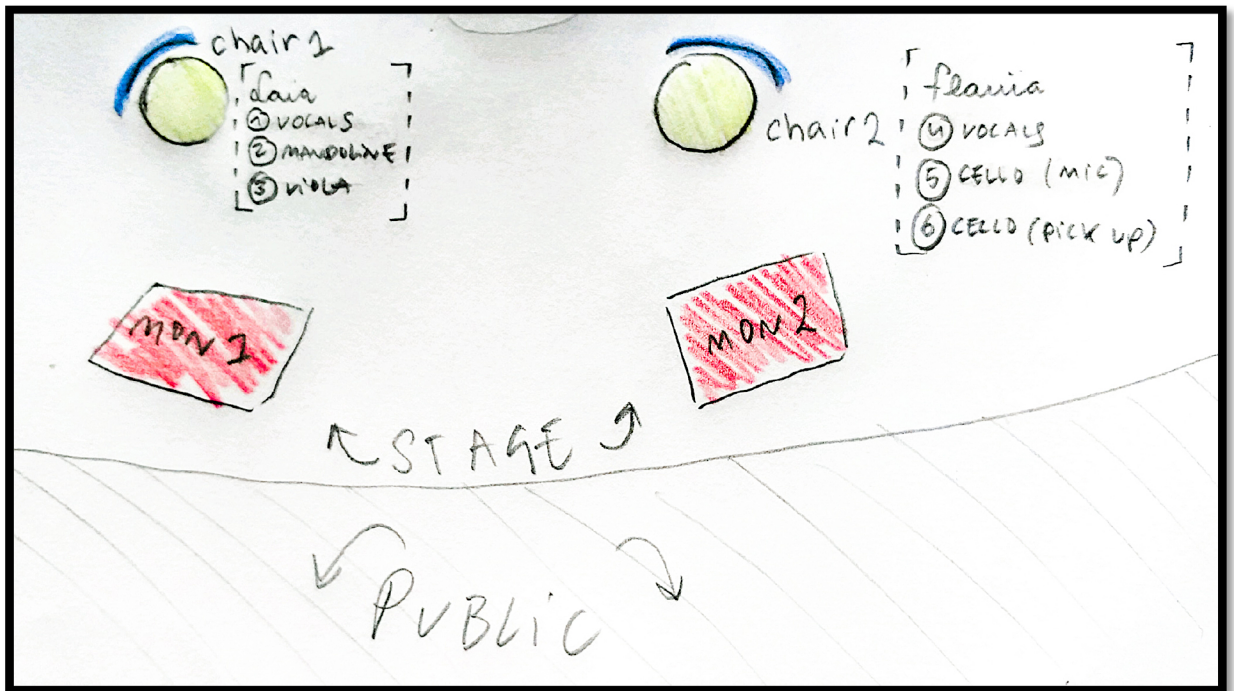 chair 1
Laia
① VOCALS
② MANDOLINE
③ VIOLA
chair 2
flavia
④ VOCALS
⑤ CELLO (MIC)
⑥ CELLO (PICK UP)
MON 1
MON 2
STAGE
PUBLIC